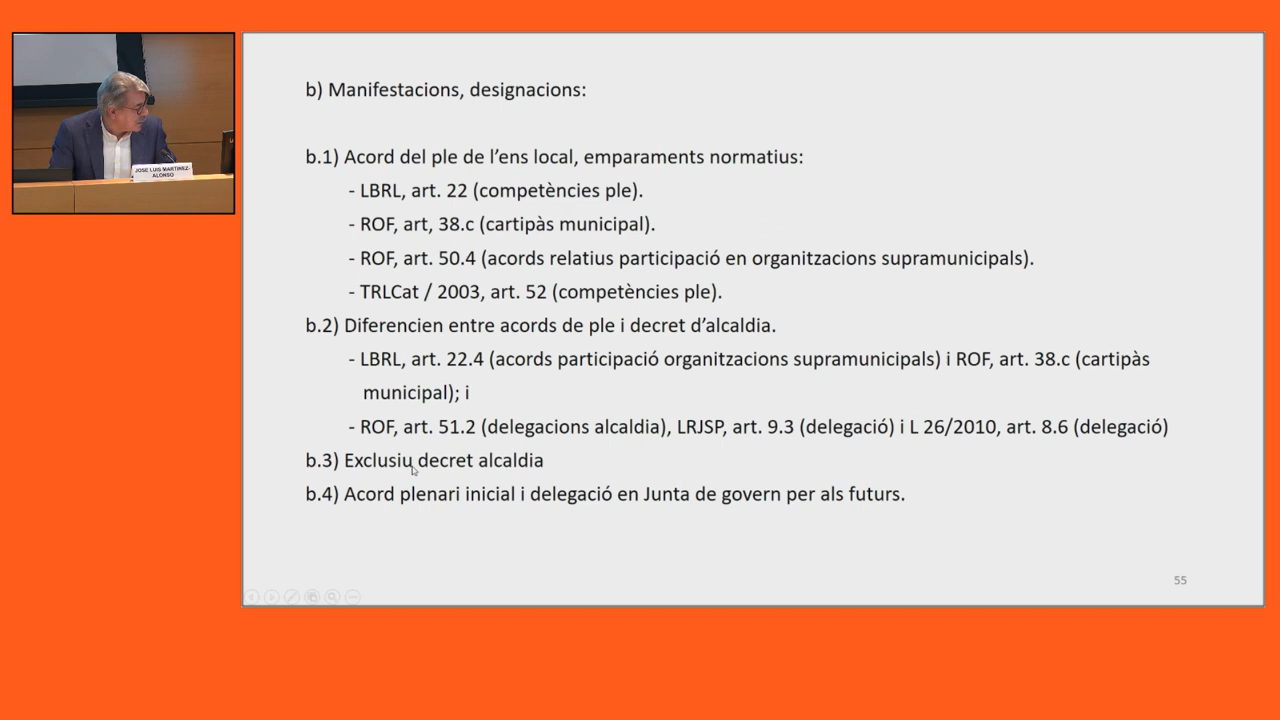 JOSE LUIS MARTINEZ-
ALONSO
b) Manifestacions, designacions:
b.1) Acord del ple de l’ens local, emparaments normatius:
- LBRL, art. 22 (competències ple).
- ROF, art, 38.c (cartipàs municipal).
- ROF, art. 50.4 (acords relatius participació en organitzacions supramunicipals).
- TRLCat / 2003, art. 52 (competències ple).
b.2) Diferencien entre acords de ple i decret d’alcaldia.
- LBRL, art. 22.4 (acords participació organitzacions supramunicipals) i ROF, art. 38.c (cartipàs
municipal); i
- ROF, art. 51.2 (delegacions alcaldia), LRJSP, art. 9.3 (delegació) i L 26/2010, art. 8.6 (delegació)
b.3) Exclusiu decret alcaldia
b.4) Acord plenari inicial i delegació en Junta de govern per als futurs.
55